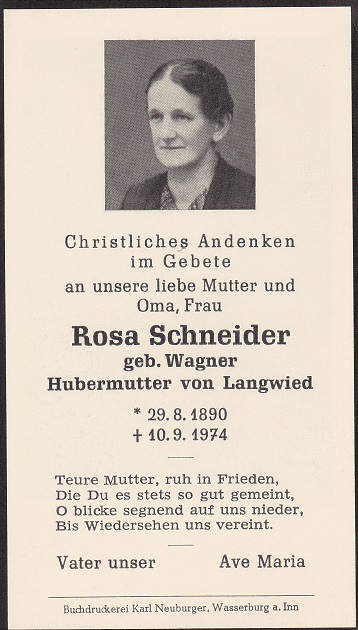 Christliches Andenken
im Gebete
an unsere liebe Mutter und
Oma, Frau
Rosa Schneider
geb. Wagner
Hubermutter von Langwied
* 29. 8. 1890
† 10. 9. 1974
Teure Mutter, ruh in Frieden,
Die Du es stets so gut gemeint,
O blicke segnend auf uns nieder,
Bis Wiedersehen uns vereint.
Vater unser Ave Maria
Buchdruckerei Karl Neuburger, Wasserburg a. Inn